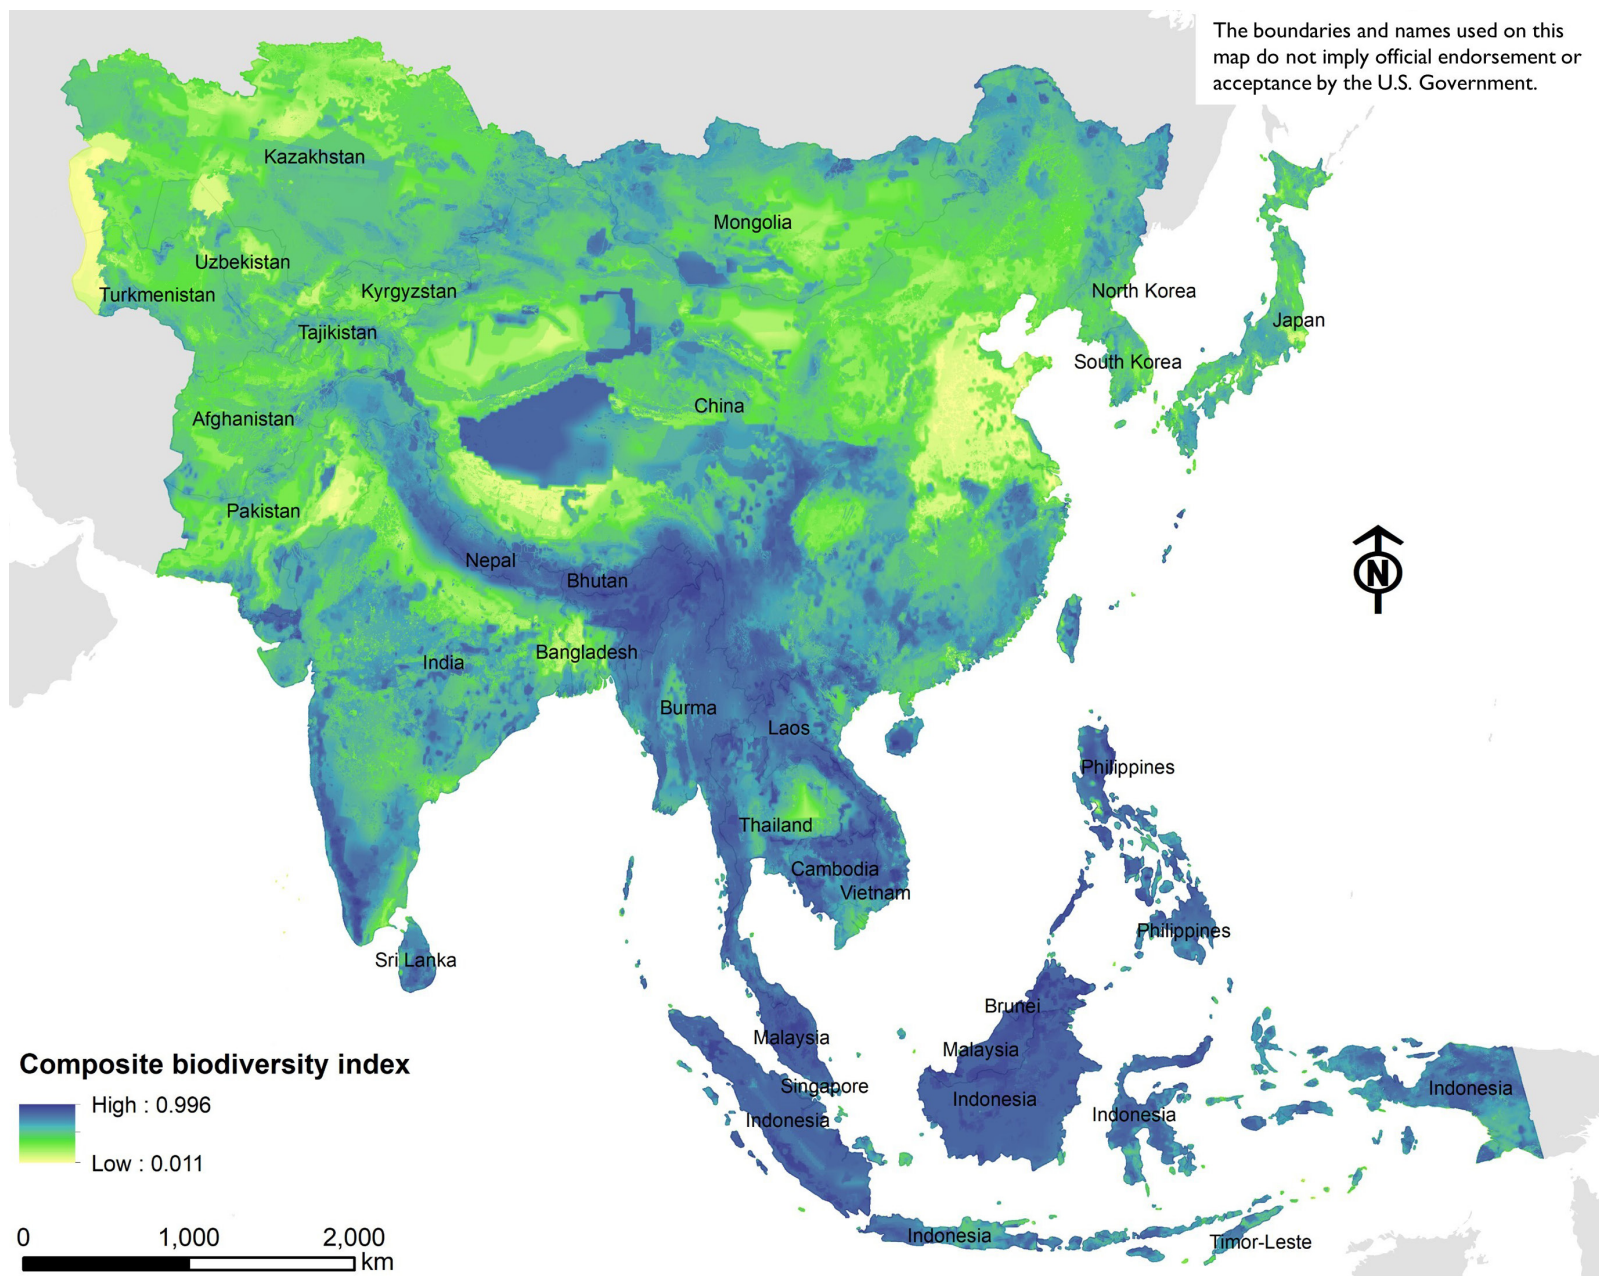 The boundaries and names used on this
map do not imply official endorsement or
acceptance by the U.S. Government.
Kazakhstan
Mongolia
Uzbekistan
Turkmenistan
Kyrgyzstan
North Korea
Tajikistan
Japan
South Korea
Afghanistan
China
Pakistan
Nepal
Bhutan
N
India
Bangladesh
Burma
Laos
Philippines
Thailand
Cambodia
Vietnam
Philippines
Sri Lanka
Brunei
Malaysia
Malaysia
Singapore
Indonesia
Indonesia
Indonesia
Indonesia
Indonesia
Timor-Leste
Composite biodiversity index
High : 0.996
Low : 0.011
0 1,000 2,000
km